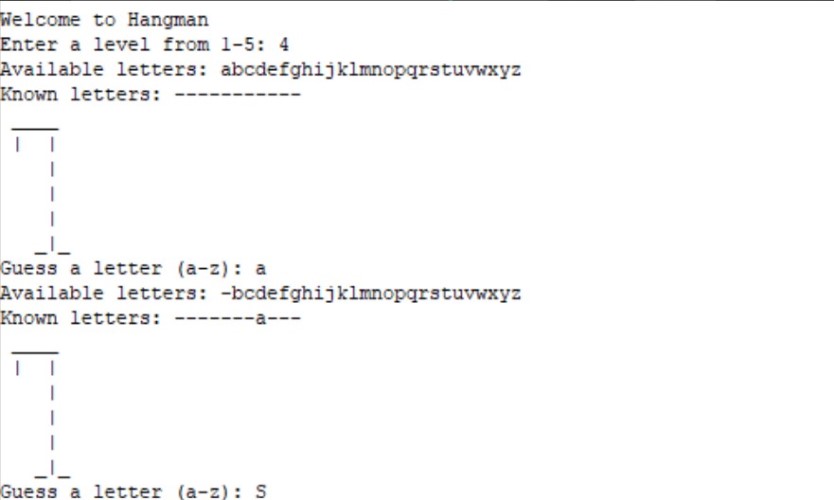 Welcome to Hangman
Enter a level from 1-5: 4
Available letters: abcdefghijklmnopqrstuvwxyz
Known letters: -----------
 ____
 |  |
    |
    |
    |
   _|_
Guess a letter (a-z): a
Available letters: -bcdefghijklmnopqrstuvwxyz
Known letters: -------a---
 ____
 |  |
    |
    |
    |
   _|_
Guess a letter (a-z): S